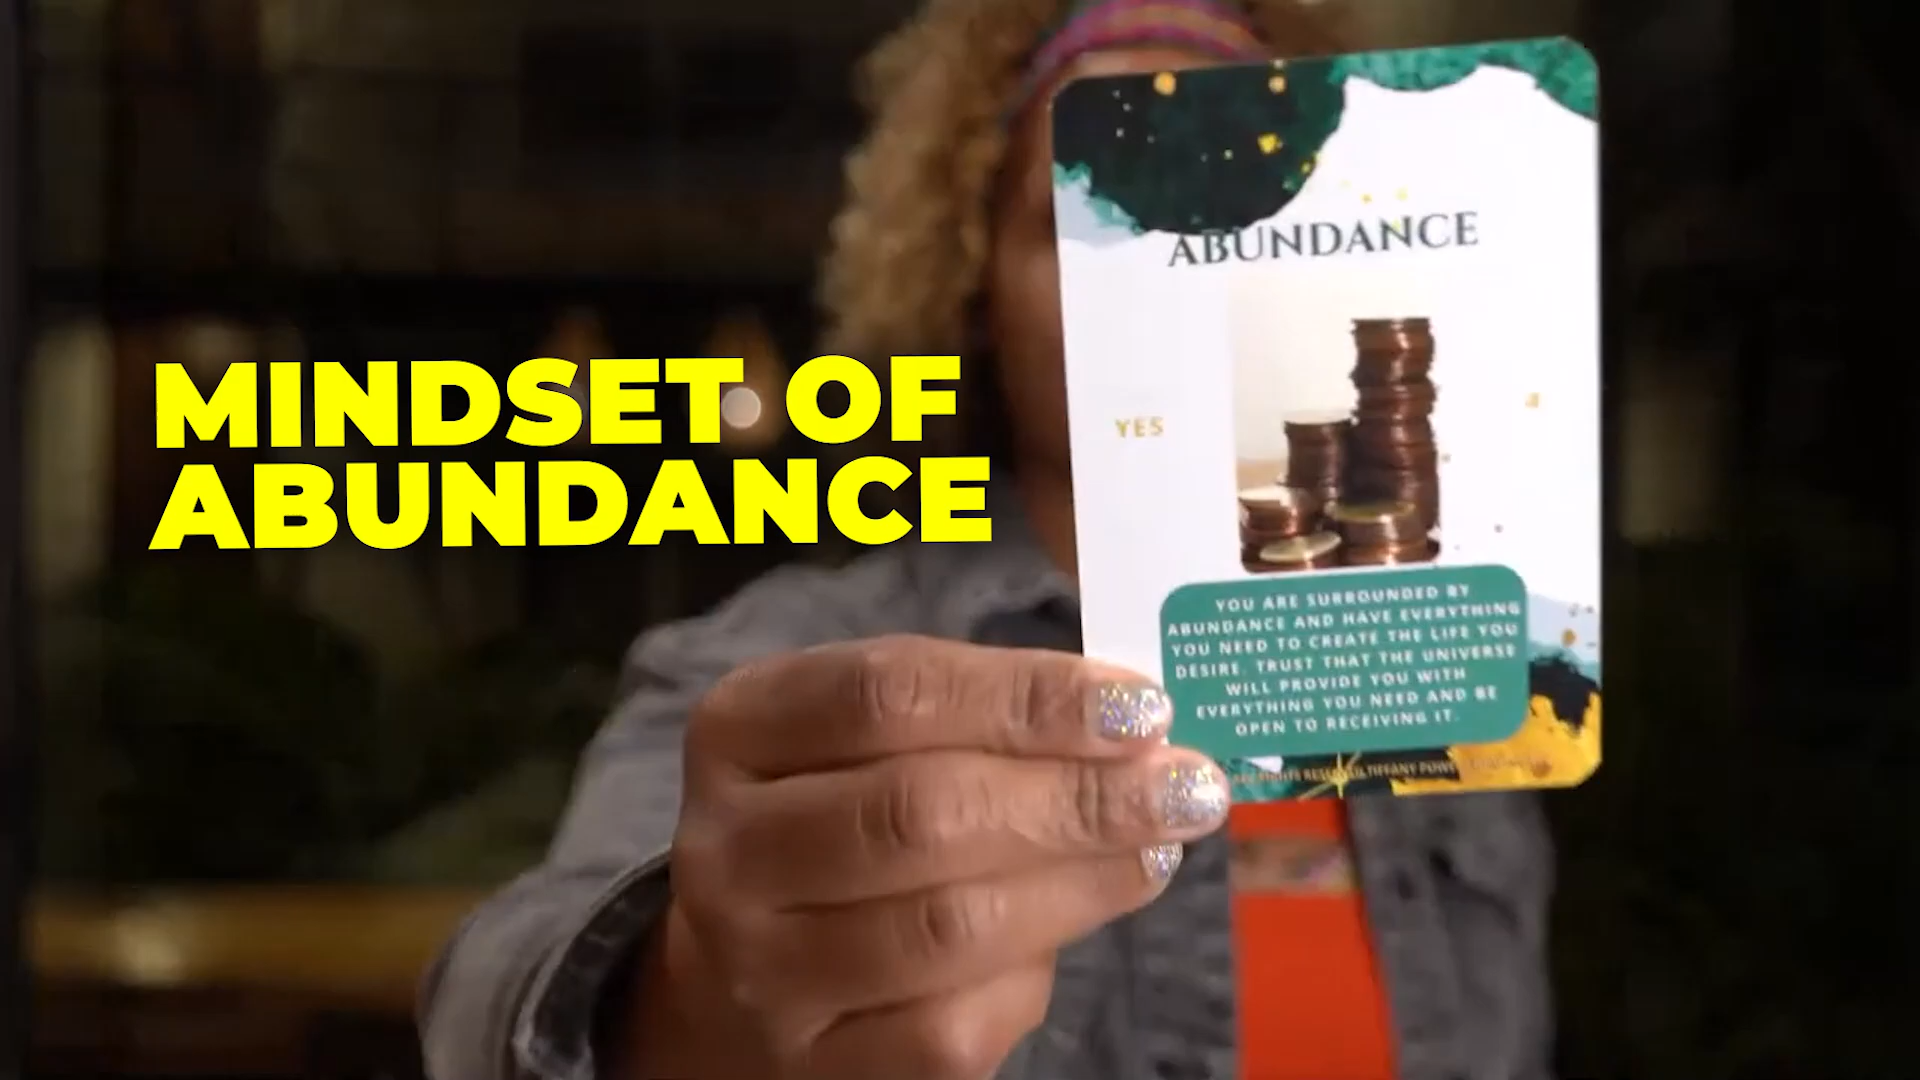 MINDSET OF
ABUNDANCE
ABUNDANCE
YES
YOU ARE SURROUNDED BY
ABUNDANCE AND HAVE EVERYTHING
YOU NEED TO CREATE THE LIFE YOU
DESIRE. TRUST THAT THE UNIVERSE
WILL PROVIDE YOU WITH
EVERYTHING YOU NEED AND BE
OPEN TO RECEIVING IT.
RIGHTS TIFFANY